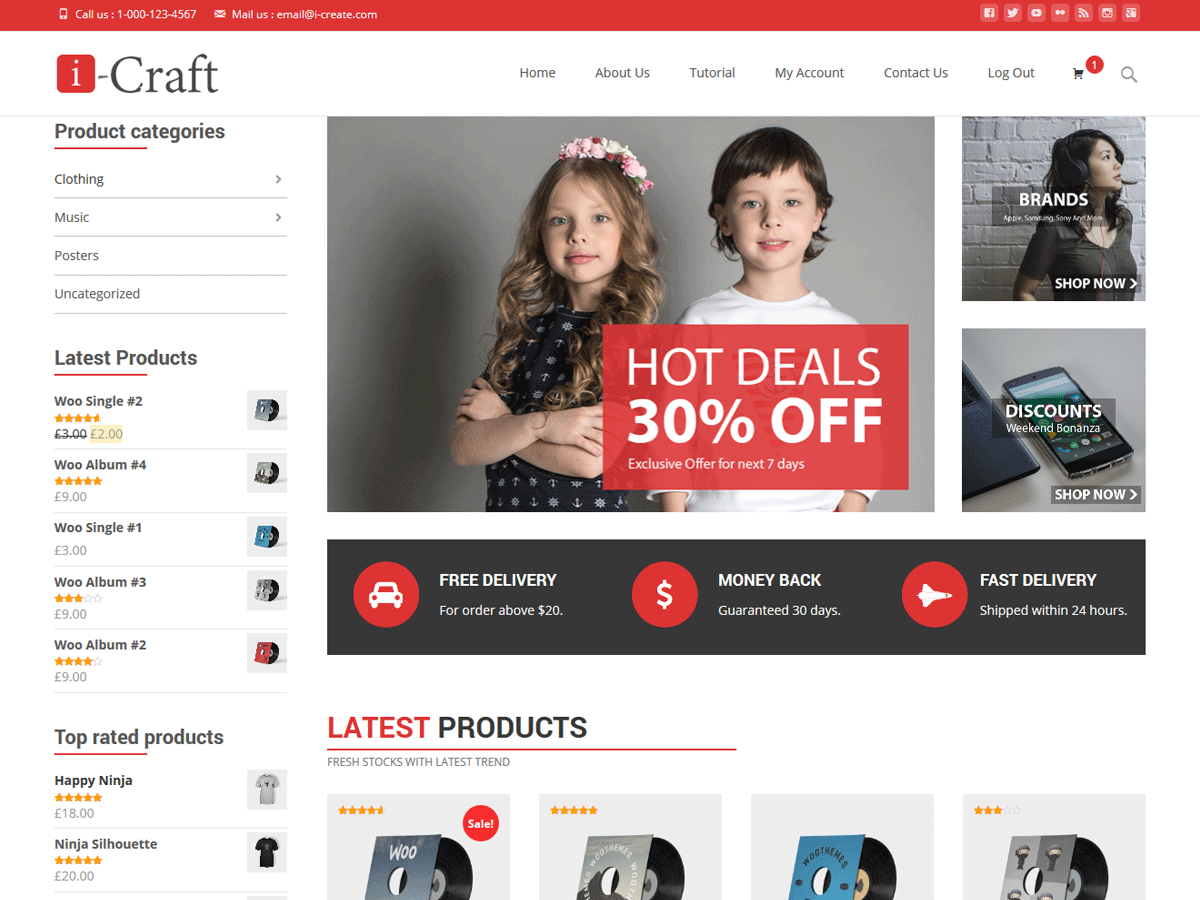 Call us : 1-000-123-4567 Mail us : email@i-create.com
i-Craft
Home About Us Tutorial My Account Contact Us Log Out 1
Product categories
Clothing
Music
Posters
Uncategorized
Latest Products
Woo Single #2
£3.00 £2.00
Woo Album #4
£9.00
Woo Single #1
£3.00
Woo Album #3
£9.00
Woo Album #2
£9.00
Top rated products
Happy Ninja
£18.00
Ninja Silhouette
£20.00
HOT DEALS
30% OFF
Exclusive Offer for next 7 days
BRANDS
Apple, Samsung, Sony And More
SHOP NOW
DISCOUNTS
Weekend Bonanza
SHOP NOW
FREE DELIVERY
For order above $20.
MONEY BACK
Guaranteed 30 days.
FAST DELIVERY
Shipped within 24 hours.
LATEST PRODUCTS
FRESH STOCKS WITH LATEST TREND
Sale!
WOO
WOOTHEMES
WOOTHEMES